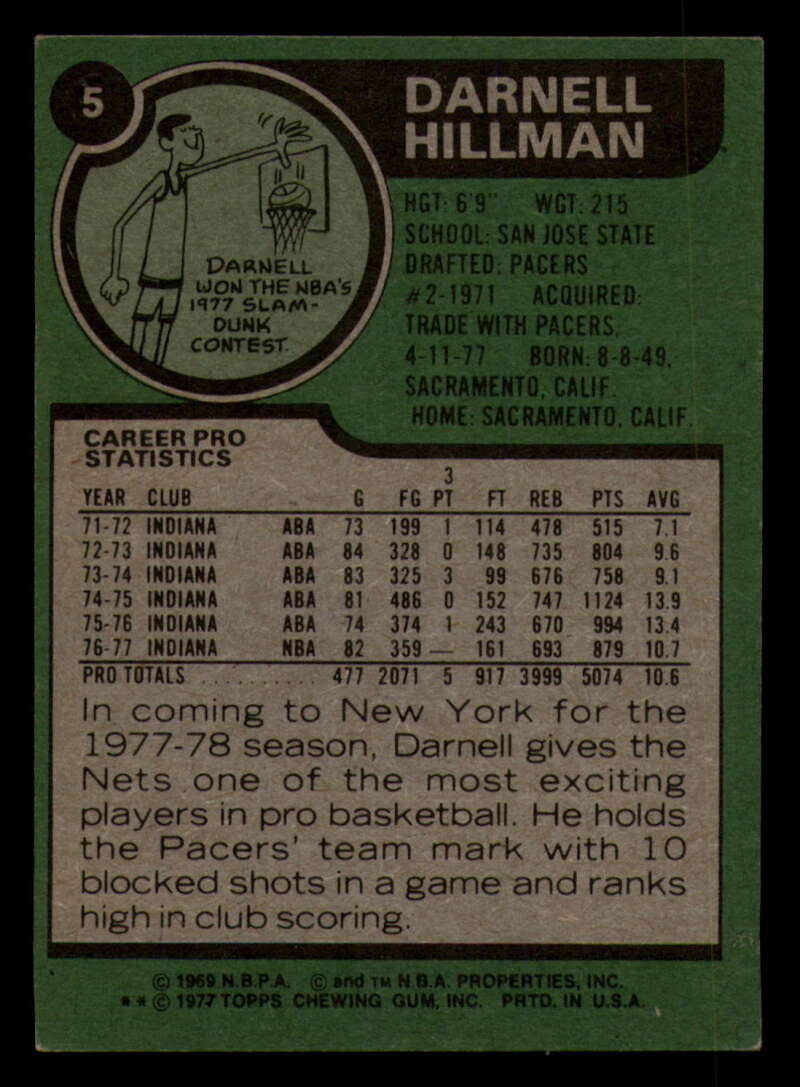 5
DARNELL
HILLMAN
DARNELL
WON THE NBA'S
1977 SLAM-
DUNK
CONTEST.
HGT: 6'9" WGT: 215
SCHOOL: SAN JOSE STATE
DRAFTED: PACERS
#2-1971 ACQUIRED:
TRADE WITH PACERS,
4-11-77 BORN: 8-8-49,
SACRAMENTO, CALIF.
HOME: SACRAMENTO, CALIF.
CAREER PRO
STATISTICS
3
YEAR CLUB G FG PT FT REB PTS AVG
71-72 INDIANA ABA 73 199 1 114 478 515 7.1
72-73 INDIANA ABA 84 328 0 148 735 804 9.6
73-74 INDIANA ABA 83 325 3 99 676 758 9.1
74-75 INDIANA ABA 81 486 0 152 747 1124 13.9
75-76 INDIANA ABA 74 374 1 243 670 994 13.4
76-77 INDIANA NBA 82 359 — 161 693 879 10.7
PRO TOTALS .......... 477 2071 5 917 3999 5074 10.6
In coming to New York for the
1977-78 season, Darnell gives the
Nets one of the most exciting
players in pro basketball. He holds
the Pacers' team mark with 10
blocked shots in a game and ranks
high in club scoring.
© 1969 N.B.P.A. © and TM N.B.A. PROPERTIES, INC.
* * © 1977 TOPPS CHEWING GUM, INC. PRTD. IN U.S.A.